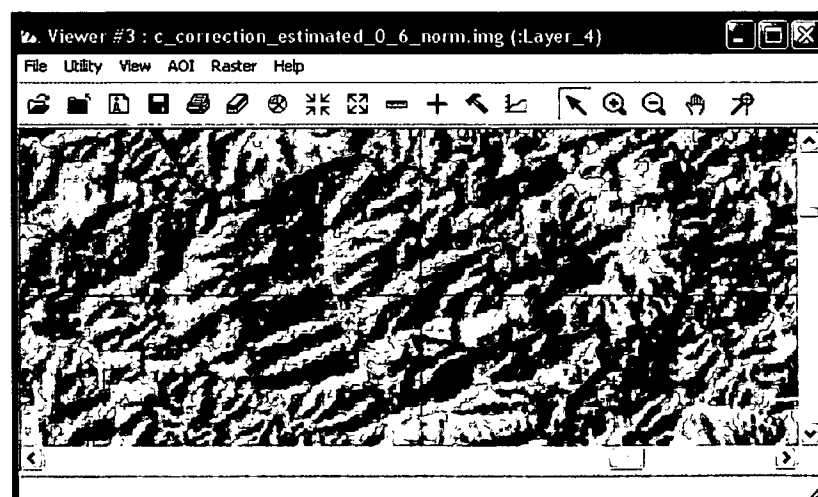 Viewer #3 : c_correction_estimated_0_6_norm.img (:Layer_4)
File Utility View AOI Raster Help